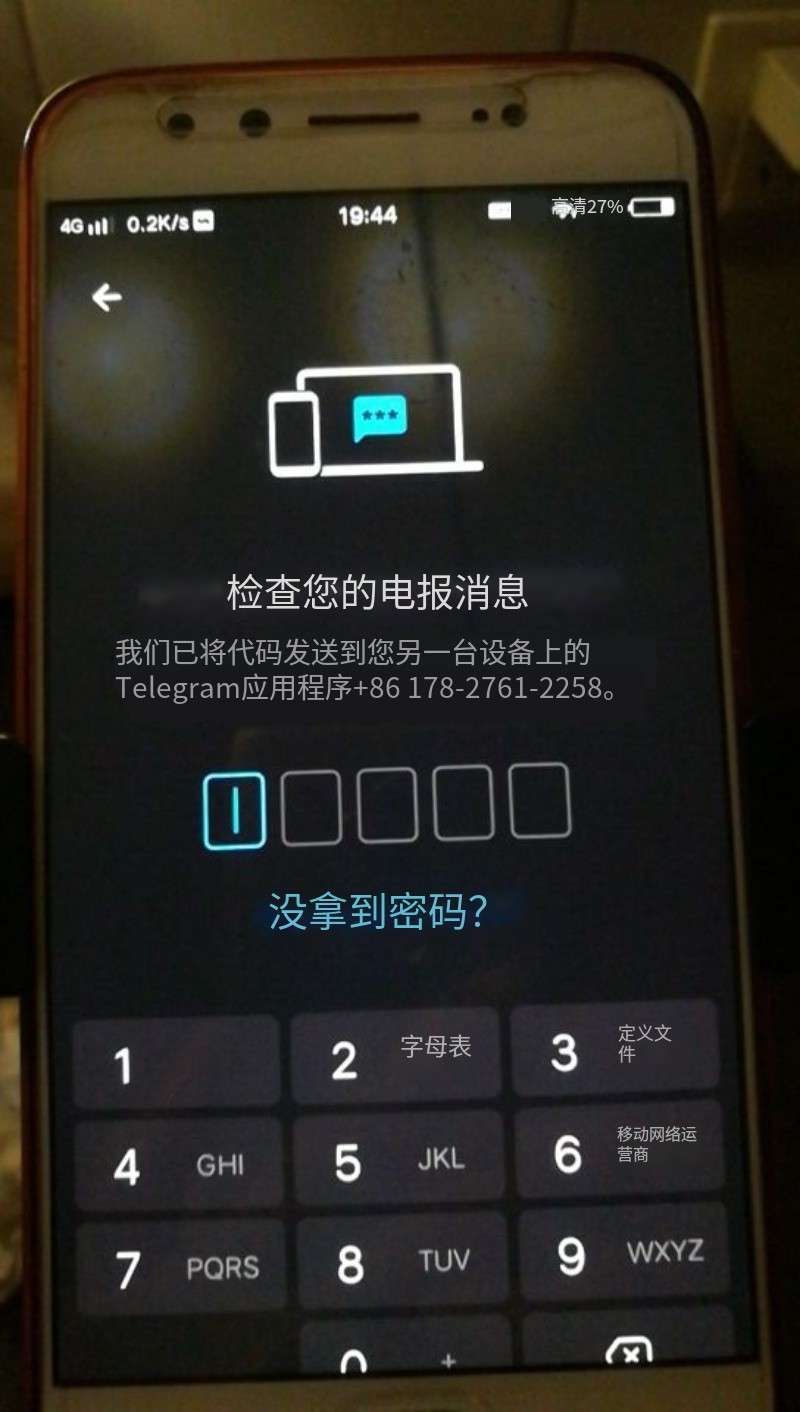 4G 0.2K/s 19:44 高清27%
检查您的电报消息
我们已将代码发送到您另一台设备上的
Telegram应用程序+86 178-2761-2258。
没拿到密码?
1 2 字母表 3 定义文
件
4 GHI 5 JKL 6 移动网络运
营商
7 PQRS 8 TUV 9 WXYZ
0 +